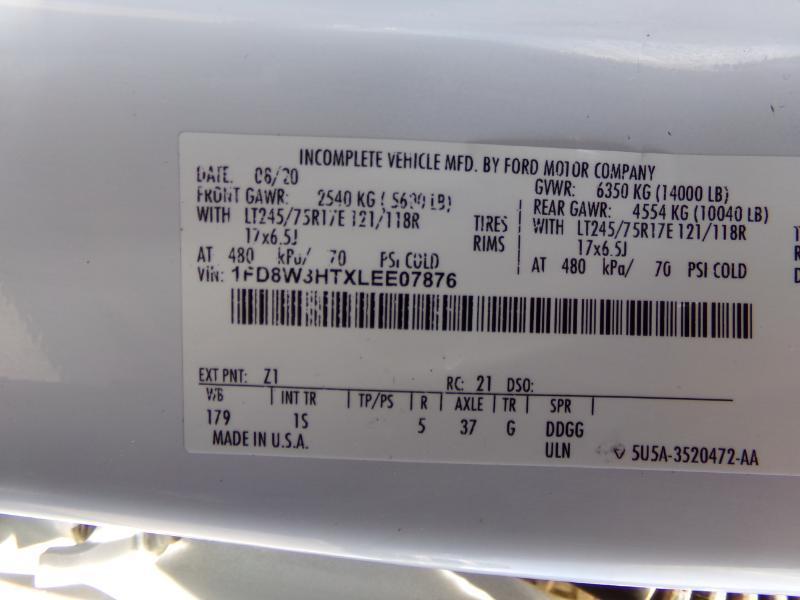 INCOMPLETE VEHICLE MFD. BY FORD MOTOR COMPANY
DATE: 06/20 GVWR: 6350 KG (14000 LB)
FRONT GAWR: 2540 KG (5600 LB) REAR GAWR: 4554 KG (10040 LB)
WITH LT245/75R17E 121/118R TIRES WITH LT245/75R17E 121/118R
17x6.5J RIMS 17x6.5J
AT 480 kPa/ 70 PSI COLD AT 480 kPa/ 70 PSI COLD
VIN: 1FD8W3HTXLEE07876
EXT PNT: Z1 RC: 21 DSO:
WB INT TR TP/PS R AXLE TR SPR
179 1S 5 37 G DDGG
MADE IN U.S.A. ULN 5U5A-3520472-AA